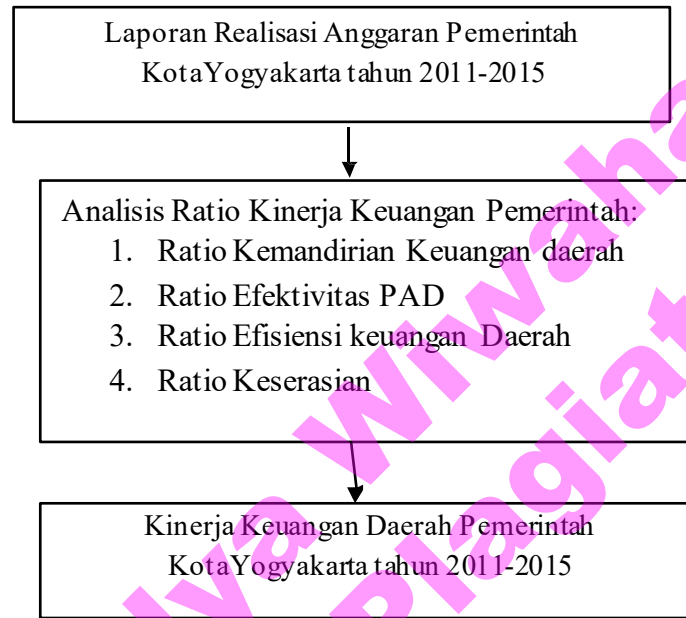 Laporan Realisasi Anggaran Pemerintah
KotaYogyakarta tahun 2011-2015
Analisis Ratio Kinerja Keuangan Pemerintah:
1. Ratio Kemandirian Keuangan daerah
2. Ratio Efektivitas PAD
3. Ratio Efisiensi keuangan Daerah
4. Ratio Keserasian
Kinerja Keuangan Daerah Pemerintah
KotaYogyakarta tahun 2011-2015
Plagiat